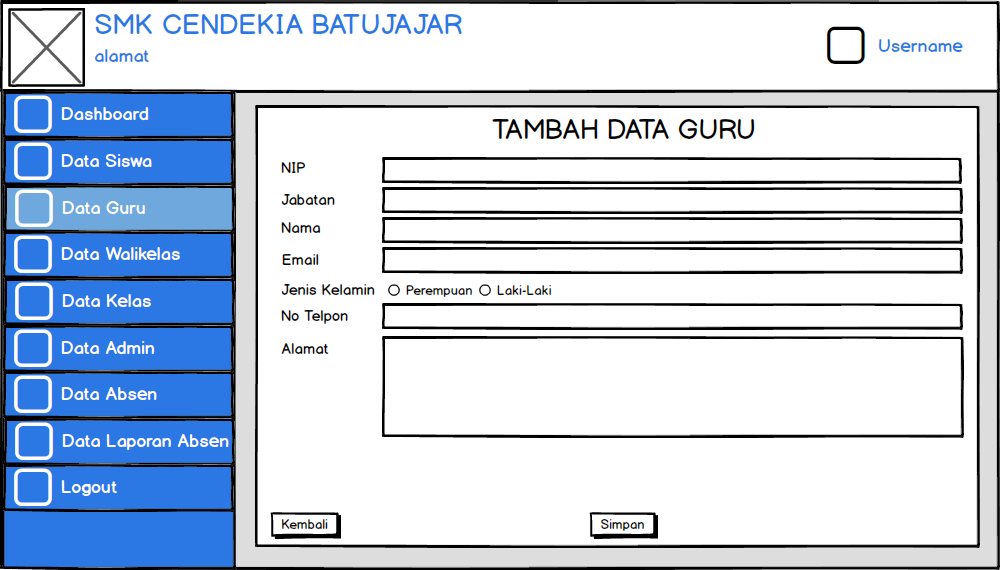 SMK CENDEKIA BATUJAJAR
alamat
Username
Dashboard
Data Siswa
Data Guru
Data Walikelas
Data Kelas
Data Admin
Data Absen
Data Laporan Absen
Logout
TAMBAH DATA GURU
NIP
Jabatan
Nama
Email
Jenis Kelamin Perempuan Laki-Laki
No Telpon
Alamat
Kembali Simpan